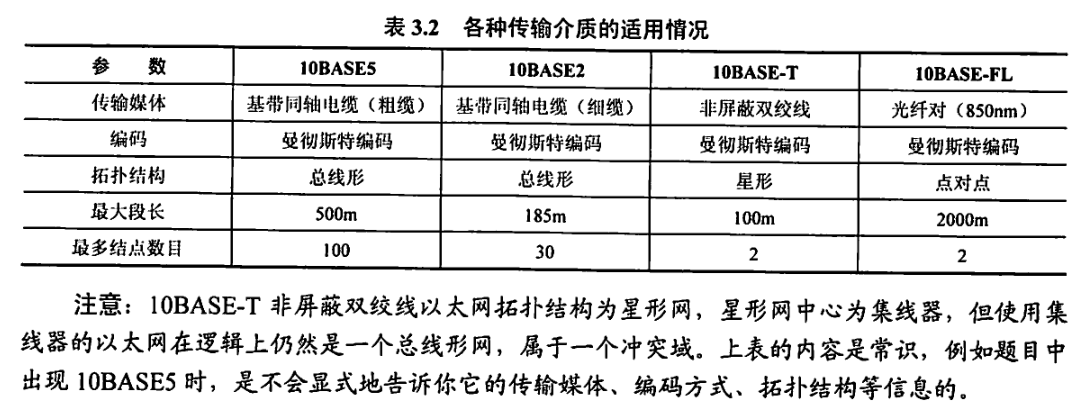 表 3.2 各种传输介质的适用情况
参 数 10BASE5 10BASE2 10BASE-T 10BASE-FL
传输媒体 基带同轴电缆（粗缆） 基带同轴电缆（细缆） 非屏蔽双绞线 光纤对（850nm）
编码 曼彻斯特编码 曼彻斯特编码 曼彻斯特编码 曼彻斯特编码
拓扑结构 总线形 总线形 星形 点对点
最大段长 500m 185m 100m 2000m
最多结点数目 100 30 2 2
注意：10BASE-T 非屏蔽双绞线以太网拓扑结构为星形网，星形网中心为集线器，但使用集
线器的以太网在逻辑上仍然是一个总线形网，属于一个冲突域。上表的内容是常识，例如题目中
出现 10BASE5 时，是不会显式地告诉你它的传输媒体、编码方式、拓扑结构等信息的。